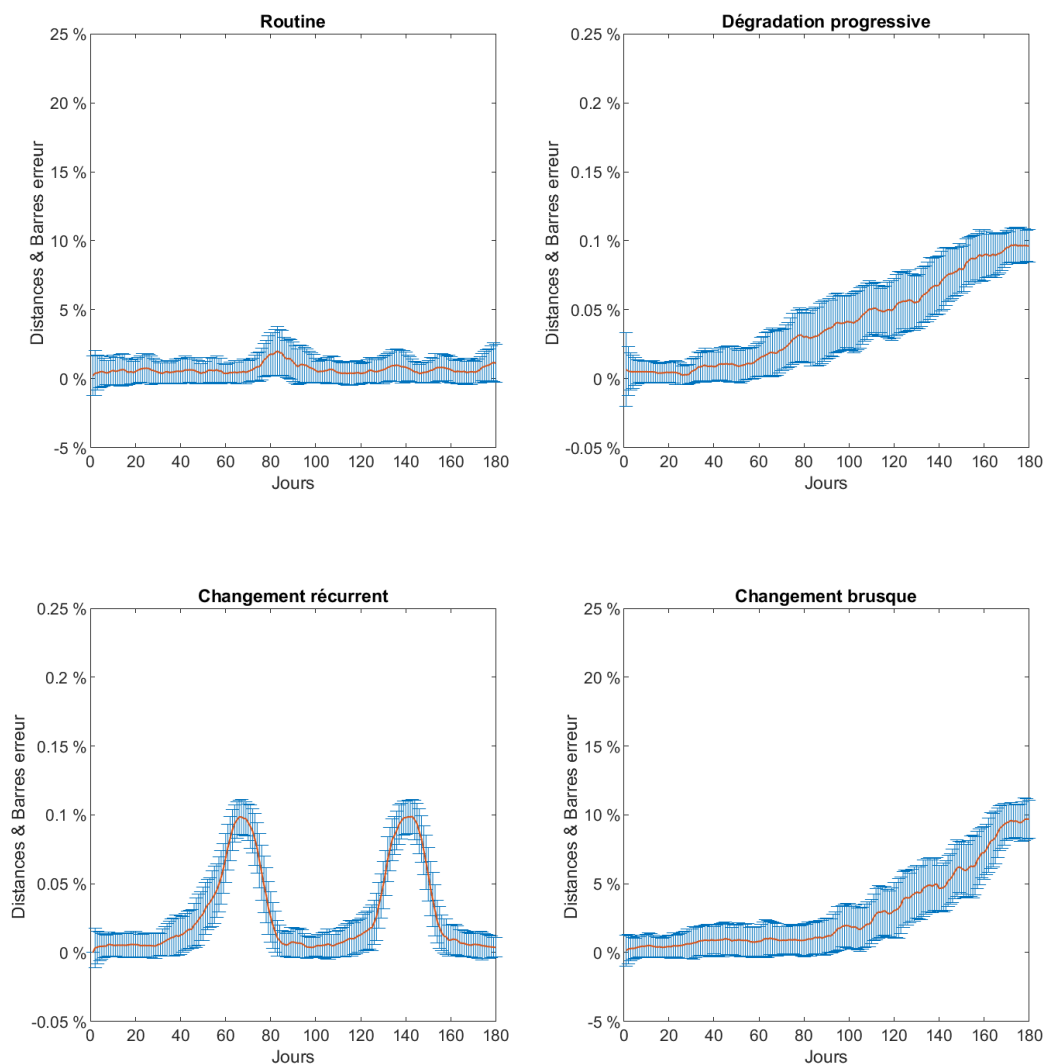 Routine
25 %
20 %
15 %
10 %
5 %
0 %
-5 %
Distances & Barres erreur
0 20 40 60 80 100 120 140 160 180
Jours
Dégradation progressive
0.25 %
0.2 %
0.15 %
0.1 %
0.05 %
0 %
-0.05 %
Distances & Barres erreur
0 20 40 60 80 100 120 140 160 180
Jours
Changement récurrent
0.25 %
0.2 %
0.15 %
0.1 %
0.05 %
0 %
-0.05 %
Distances & Barres erreur
0 20 40 60 80 100 120 140 160 180
Jours
Changement brusque
25 %
20 %
15 %
10 %
5 %
0 %
-5 %
Distances & Barres erreur
0 20 40 60 80 100 120 140 160 180
Jours